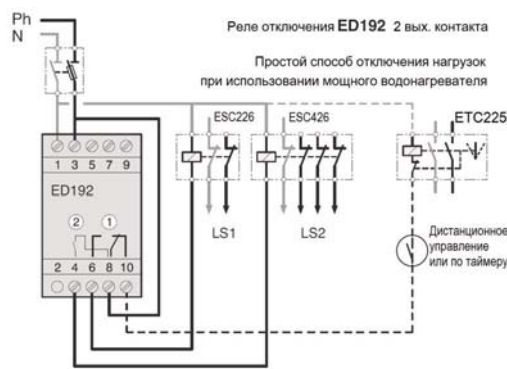 Ph
N
Реле отключения ED192 2 вых. контакта
Простой способ отключения нагрузок
при использовании мощного водонагревателя
ESC226
ESC426
ETC225
1 3 5 7 9
ED192
2 1
2 4 6 8 10
LS1
LS2
Дистанционное
управление
или по таймеру